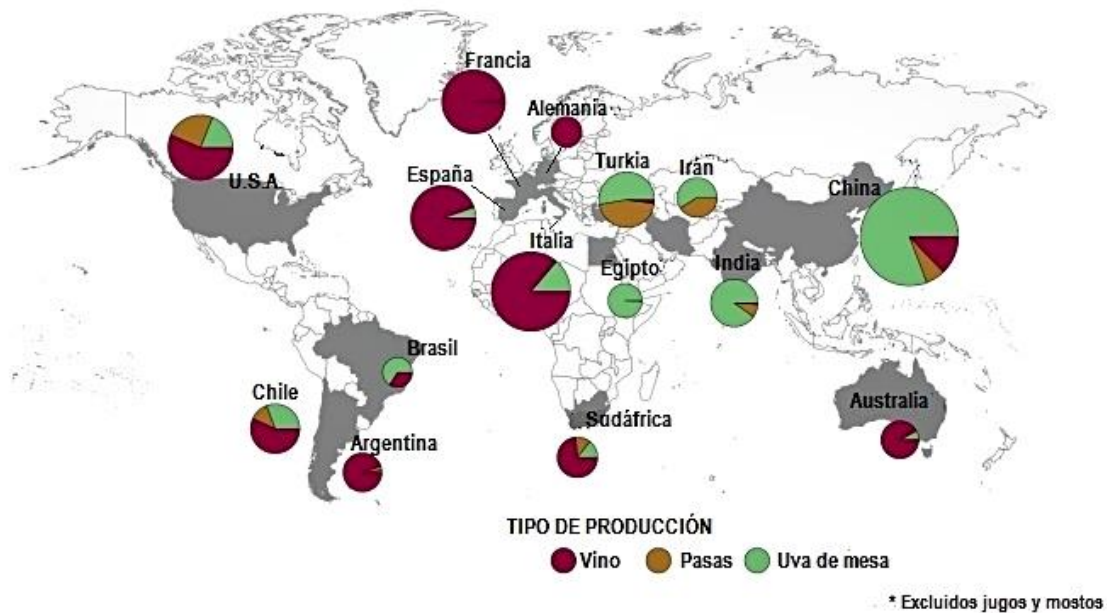 Francia
Alemania
Turkia
Irán
China
España
U.S.A.
Italia
Egipto
India
Brasil
Chile
Argentina
Sudáfrica
Australia
TIPO DE PRODUCCIÓN
Vino Pasas Uva de mesa
* Excluidos jugos y mostos